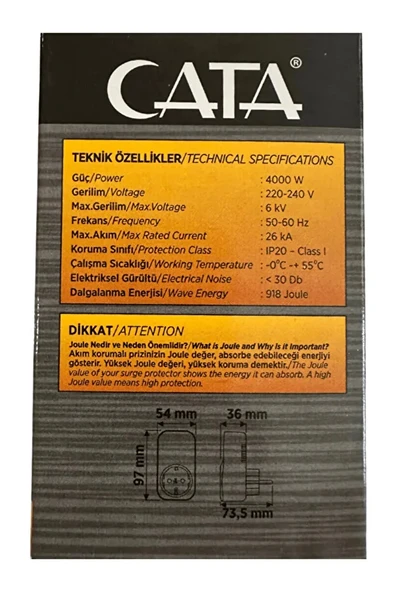 CATA®
TEKNİK ÖZELLİKLER/TECHNICAL SPECIFICATIONS
Güç/Power : 4000 W
Gerilim/Voltage : 220-240 V
Max.Gerilim/Max.Voltage : 6 kV
Frekans/Frequency : 50-60 Hz
Max.Akım/Max Rated Current : 26 kA
Koruma Sınıfı/Protection Class : IP20 – Class I
Çalışma Sıcaklığı/Working Temperature : -0°C -+ 55°C
Elektriksel Gürültü/Electrical Noise : < 30 Db
Dalgalanma Enerjisi/Wave Energy : 918 Joule
DİKKAT/ATTENTION
Joule Nedir ve Neden Önemlidir?/What is Joule and Why is it Important?
Akım korumalı prizinizin Joule değer, absorbe edebileceği enerjiyi
gösterir. Yüksek Joule değeri, yüksek koruma demektir./The Joule
value of your surge protector shows the energy it can absorb. A high
Joule value means high protection.
54 mm
36 mm
97 mm
73,5 mm